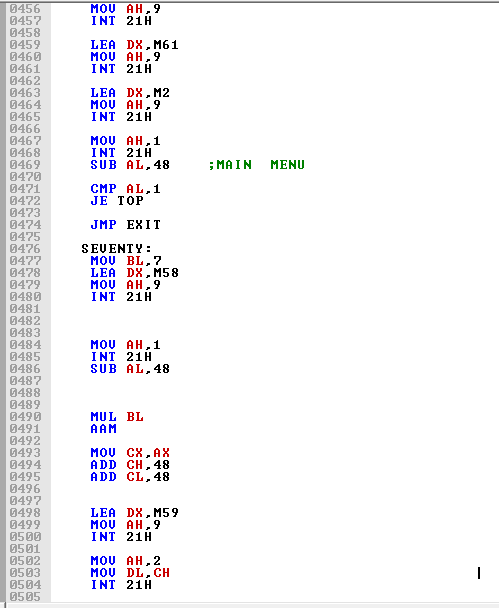 0456 MOV AH,9
0457 INT 21H
0458
0459 LEA DX,M61
0460 MOV AH,9
0461 INT 21H
0462
0463 LEA DX,M2
0464 MOV AH,9
0465 INT 21H
0466
0467 MOV AH,1
0468 INT 21H
0469 SUB AL,48 ;MAIN MENU
0470
0471 CMP AL,1
0472 JE TOP
0473
0474 JMP EXIT
0475
0476 SEVENTY:
0477 MOV BL,7
0478 LEA DX,M58
0479 MOV AH,9
0480 INT 21H
0481
0482
0483
0484 MOV AH,1
0485 INT 21H
0486 SUB AL,48
0487
0488
0489
0490 MUL BL
0491 AAM
0492
0493 MOV CX,AX
0494 ADD CH,48
0495 ADD CL,48
0496
0497
0498 LEA DX,M59
0499 MOV AH,9
0500 INT 21H
0501
0502 MOV AH,2
0503 MOV DL,CH
0504 INT 21H
0505